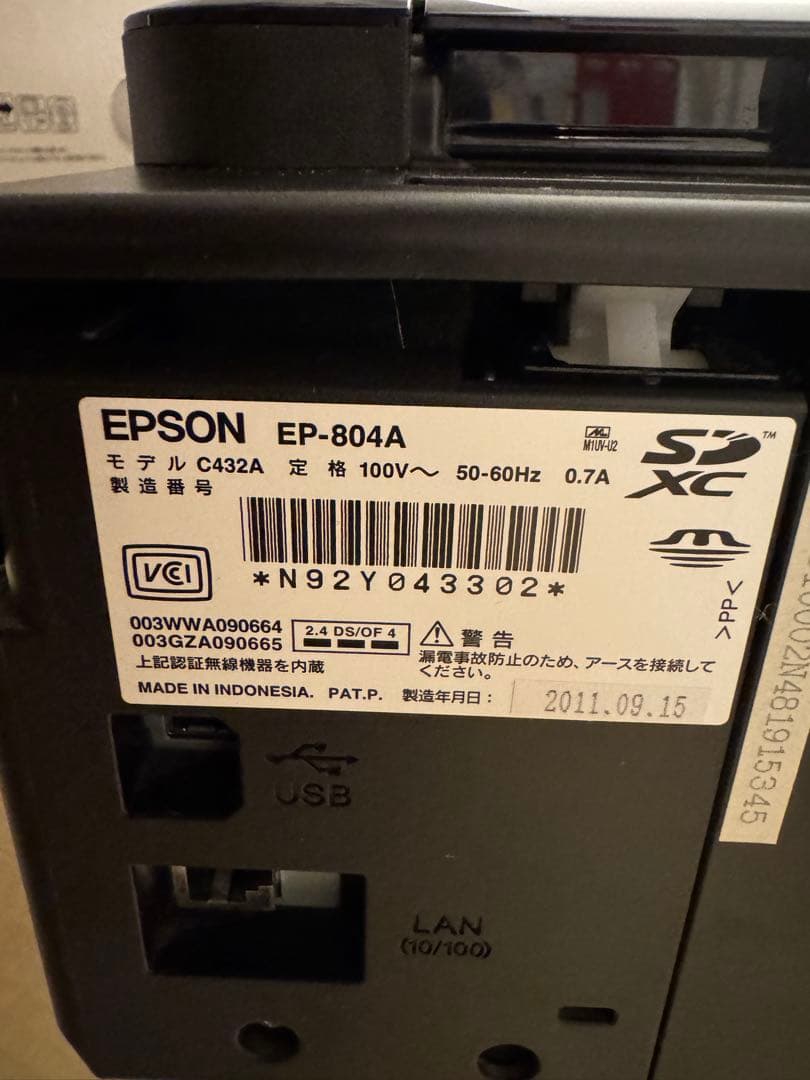 EPSON EP-804A
M1UV-U2
SD XC™
モデル C432A 定格 100V～ 50-60Hz 0.7A
製造番号
*N92Y043302*
VCCI
>PP<
003WWA090664
003GZA090665
2.4 DS/OF 4
上記認証無線機器を内蔵
警告
漏電事故防止のため、アースを接続して
ください。
MADE IN INDONESIA. PAT.P. 製造年月日: 2011.09.15
USB
LAN
(10/100)